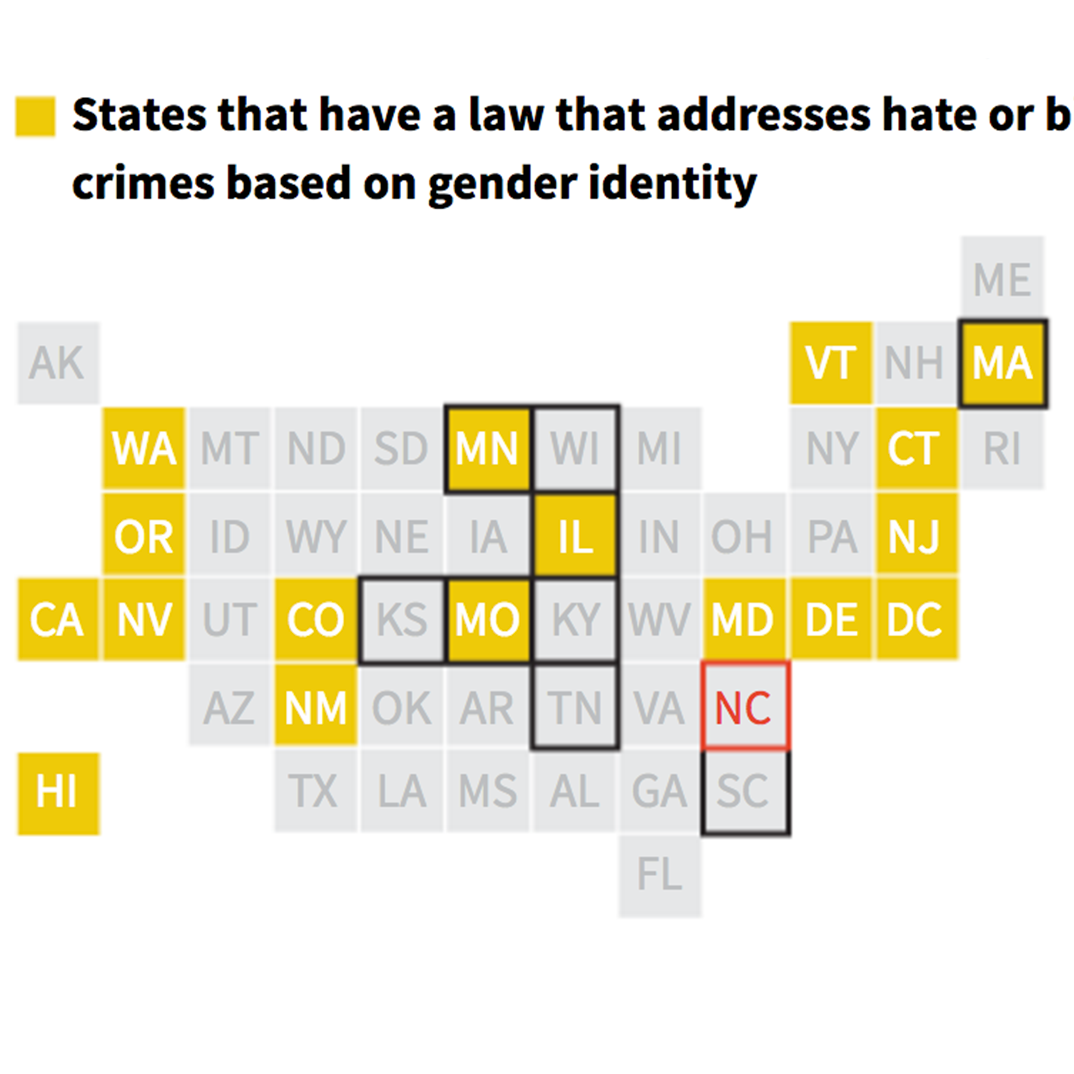 States that have a law that addresses hate or b
crimes based on gender identity
ME
AK VT NH MA
WA MT ND SD MN WI MI NY CT RI
OR ID WY NE IA IL IN OH PA NJ
CA NV UT CO KS MO KY WV MD DE DC
AZ NM OK AR TN VA NC
HI TX LA MS AL GA SC
FL